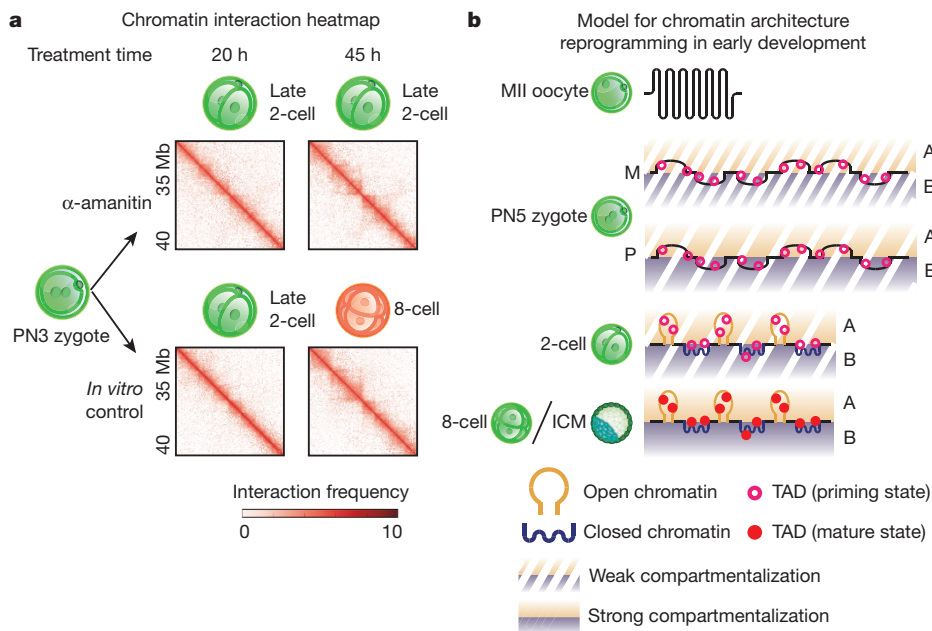 a
Chromatin interaction heatmap
Treatment time
20 h
45 h
Late
2-cell
Late
2-cell
35 Mb
40
α-amanitin
PN3 zygote
Late
2-cell
8-cell
35 Mb
40
In vitro
control
Interaction frequency
0
10
b
Model for chromatin architecture
reprogramming in early development
MII oocyte
M
A
B
PN5 zygote
P
A
B
2-cell
A
B
8-cell
ICM
A
B
Open chromatin
TAD (priming state)
Closed chromatin
TAD (mature state)
Weak compartmentalization
Strong compartmentalization